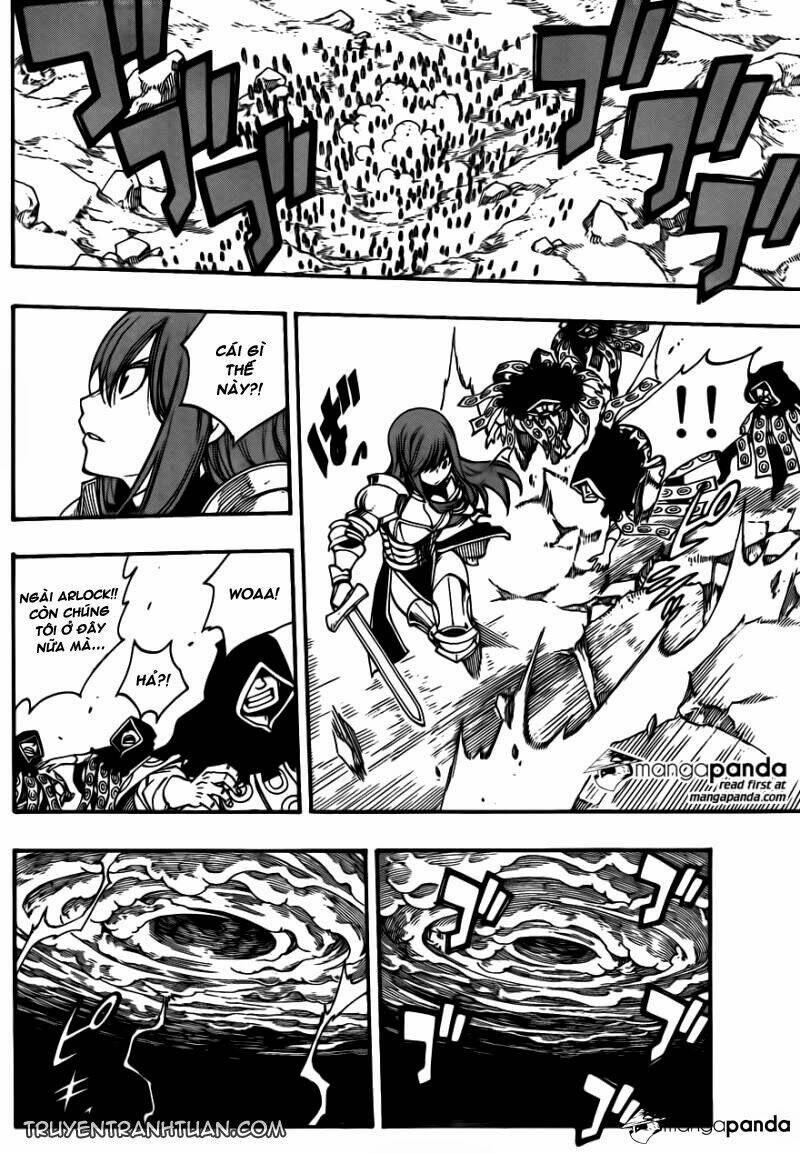 ゴゴゴ
ゴゴゴ
CÁI GÌ
THẾ
NÀY?!
ばっ
!!
NGÀI ARLOCK!!
CÒN CHÚNG
TÔI Ở ĐÂY
NỮA MÀ...
WOAA!
HẢ?!
mangapanda
read first at
mangapanda.com
ゴゴゴゴゴ
TRUYENTRANHTUAN.COM
mangapanda